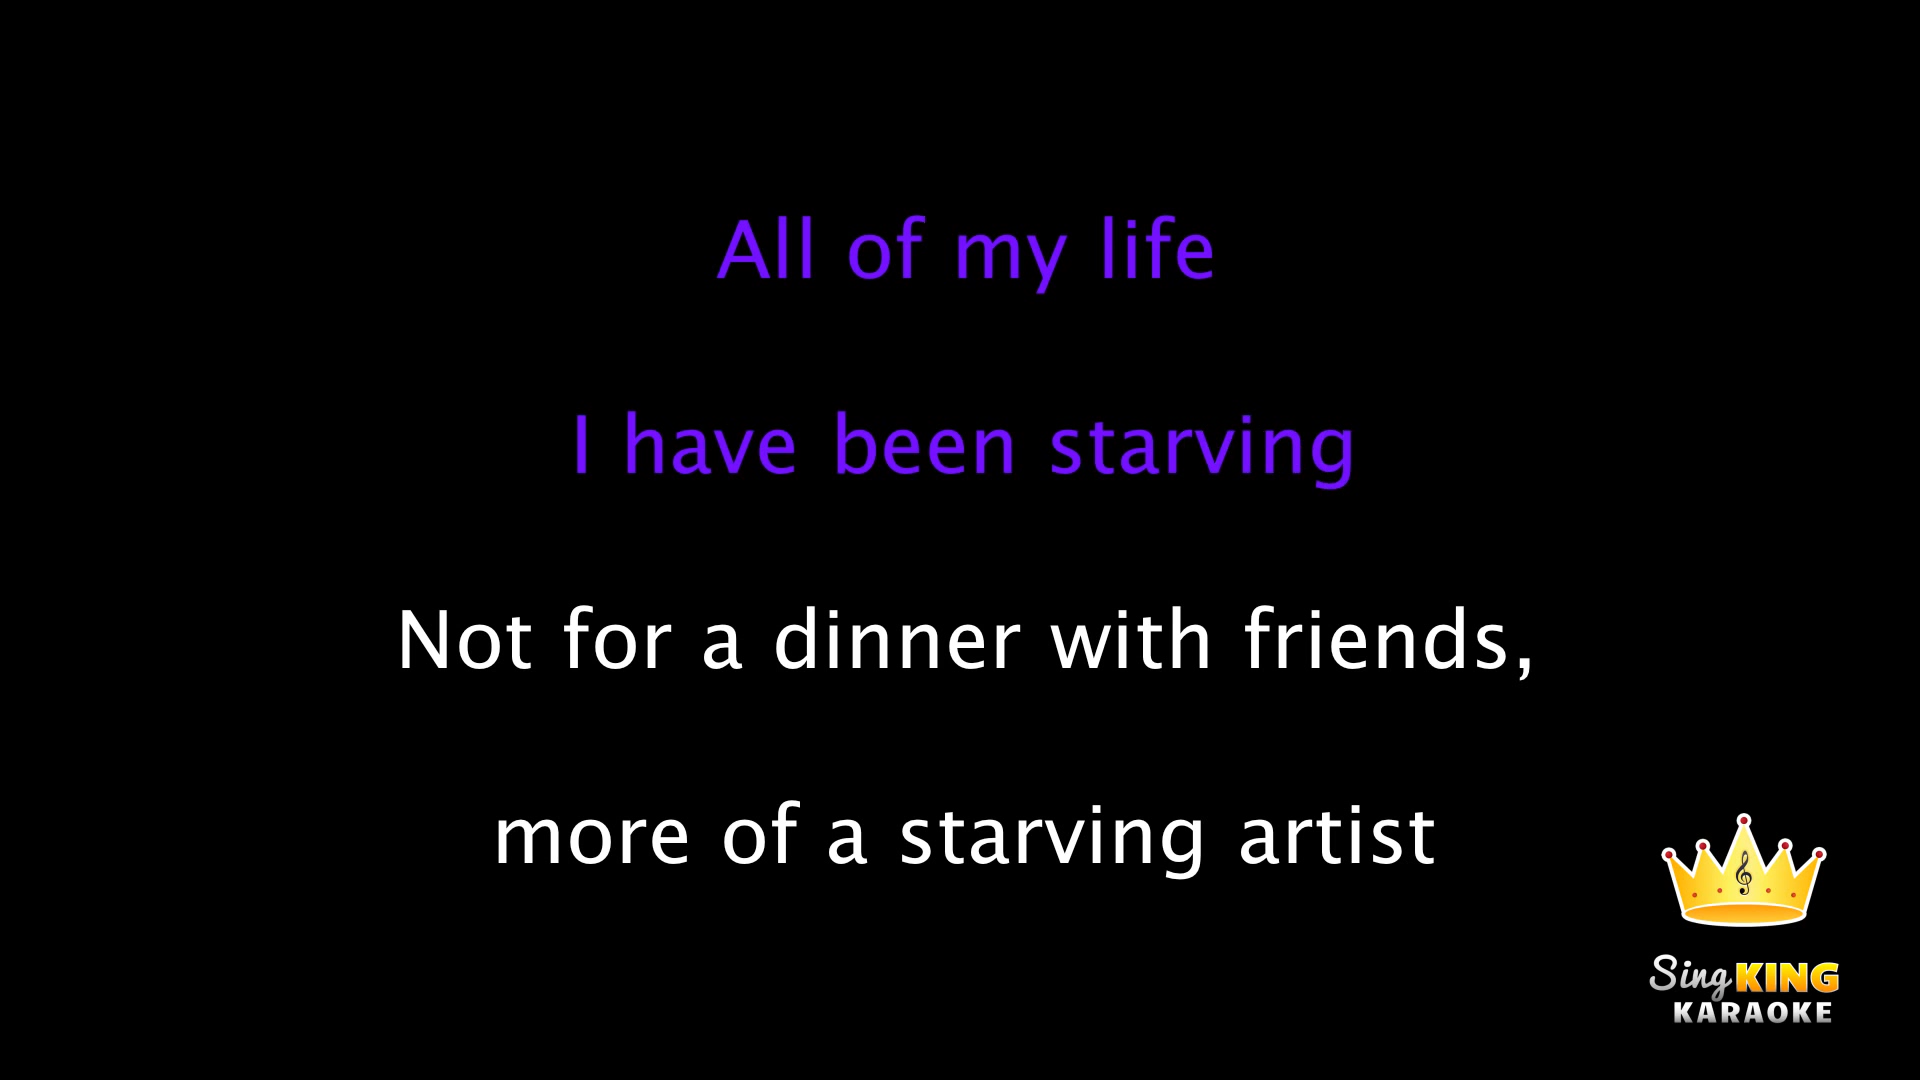 All of my life
I have been starving
Not for a dinner with friends,
more of a starving artist
Sing KING
KARAOKE